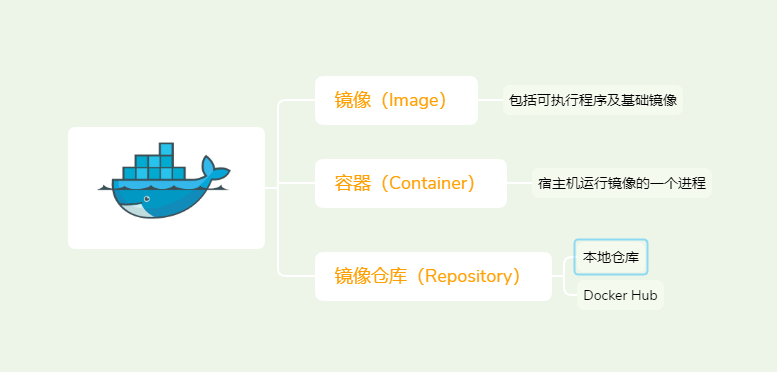 镜像（Image）
包括可执行程序及基础镜像
容器（Container）
宿主机运行镜像的一个进程
镜像仓库（Repository）
本地仓库
Docker Hub